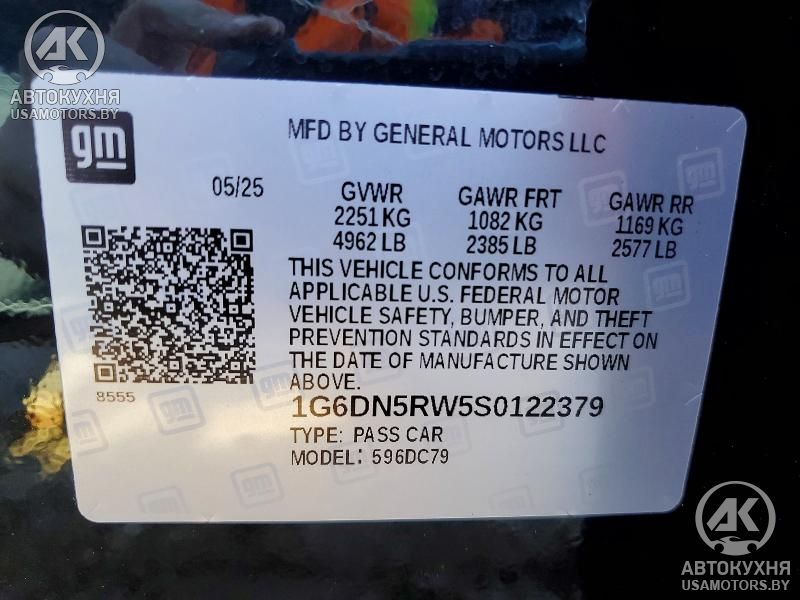 AK
АВТОКУХНЯ
USAMOTORS.BY
gm
MFD BY GENERAL MOTORS LLC
05/25 GVWR GAWR FRT GAWR RR
2251 KG 1082 KG 1169 KG
4962 LB 2385 LB 2577 LB
THIS VEHICLE CONFORMS TO ALL
APPLICABLE U.S. FEDERAL MOTOR
VEHICLE SAFETY, BUMPER, AND THEFT
PREVENTION STANDARDS IN EFFECT ON
THE DATE OF MANUFACTURE SHOWN
ABOVE.
8555
1G6DN5RW5S0122379
TYPE: PASS CAR
MODEL: 596DC79
AK
АВТОКУХНЯ
USAMOTORS.BY